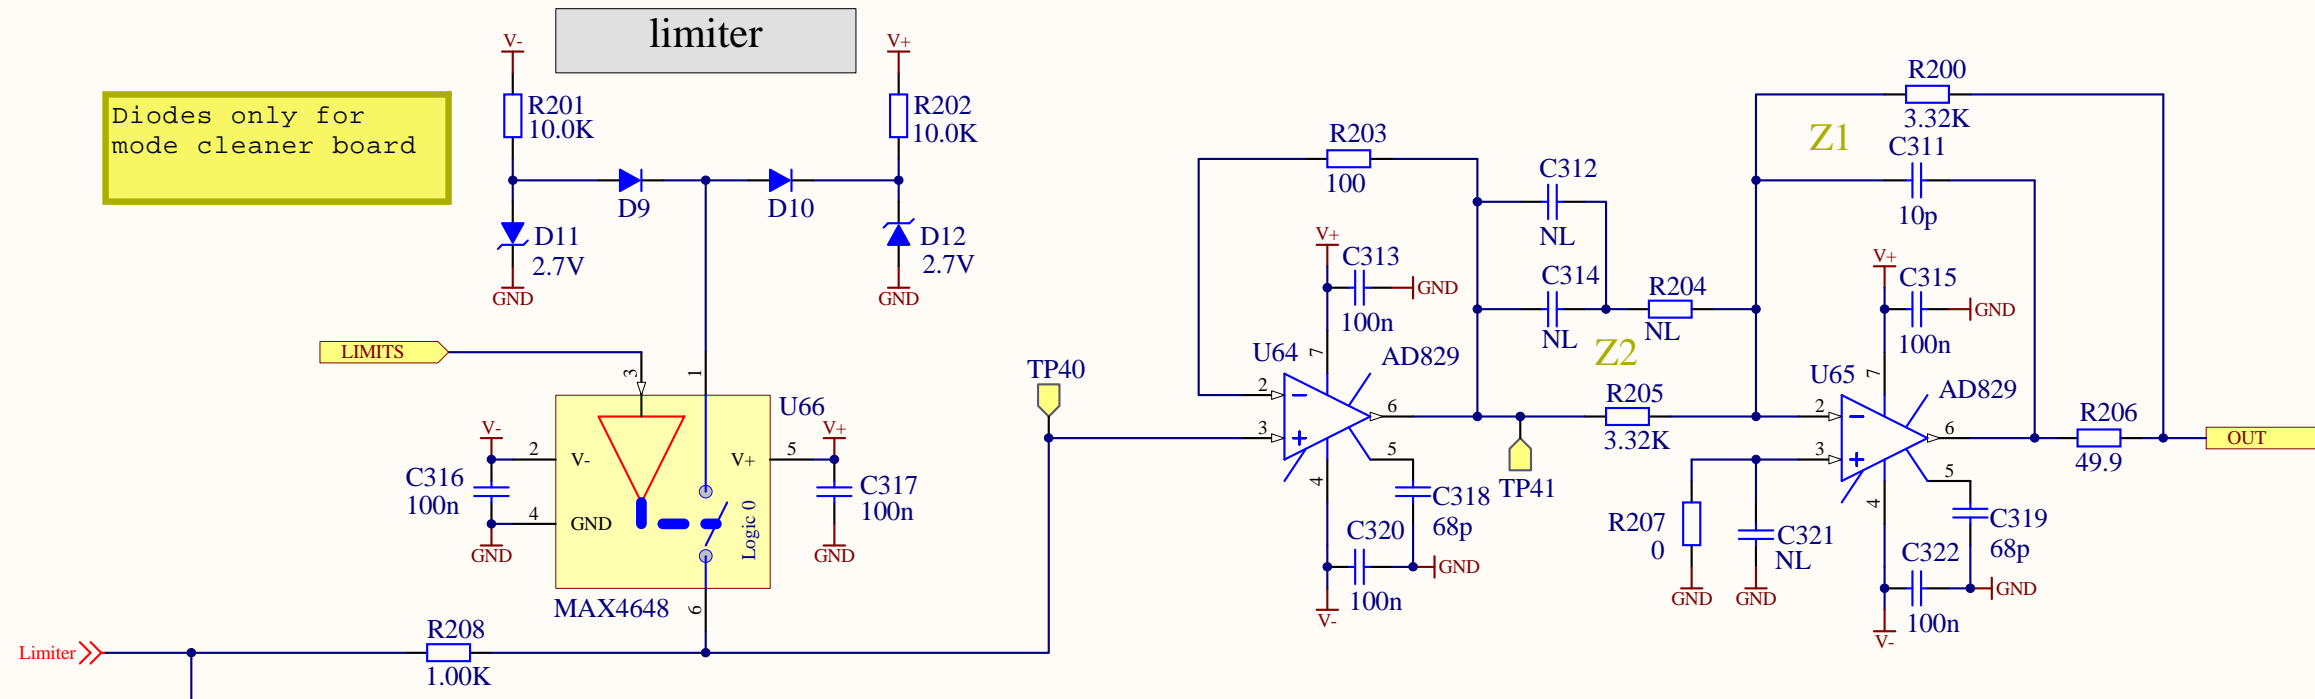 limiter
Diodes only for
mode cleaner board
V-
R201
10.0K
V+
R202
10.0K
D9
D10
D11
2.7V
GND
D12
2.7V
GND
LIMITS
3
1
U66
V-
2
V-
C316
100n
4
GND
GND
V+
5
V+
C317
100n
GND
Logic 0
MAX4648
6
Limiter
R208
1.00K
TP40
R203
100
V+
C313
GND
100n
U64
7
AD829
2
3
6
5
4
C318
68p
C320
GND
100n
V-
C312
NL
C314
NL
R204
NL
Z2
R205
3.32K
TP41
R200
3.32K
Z1
C311
10p
V+
C315
GND
100n
U65
7
AD829
2
3
6
5
4
R206
49.9
OUT
R207
0
GND
C321
NL
GND
C319
68p
C322
GND
100n
V-